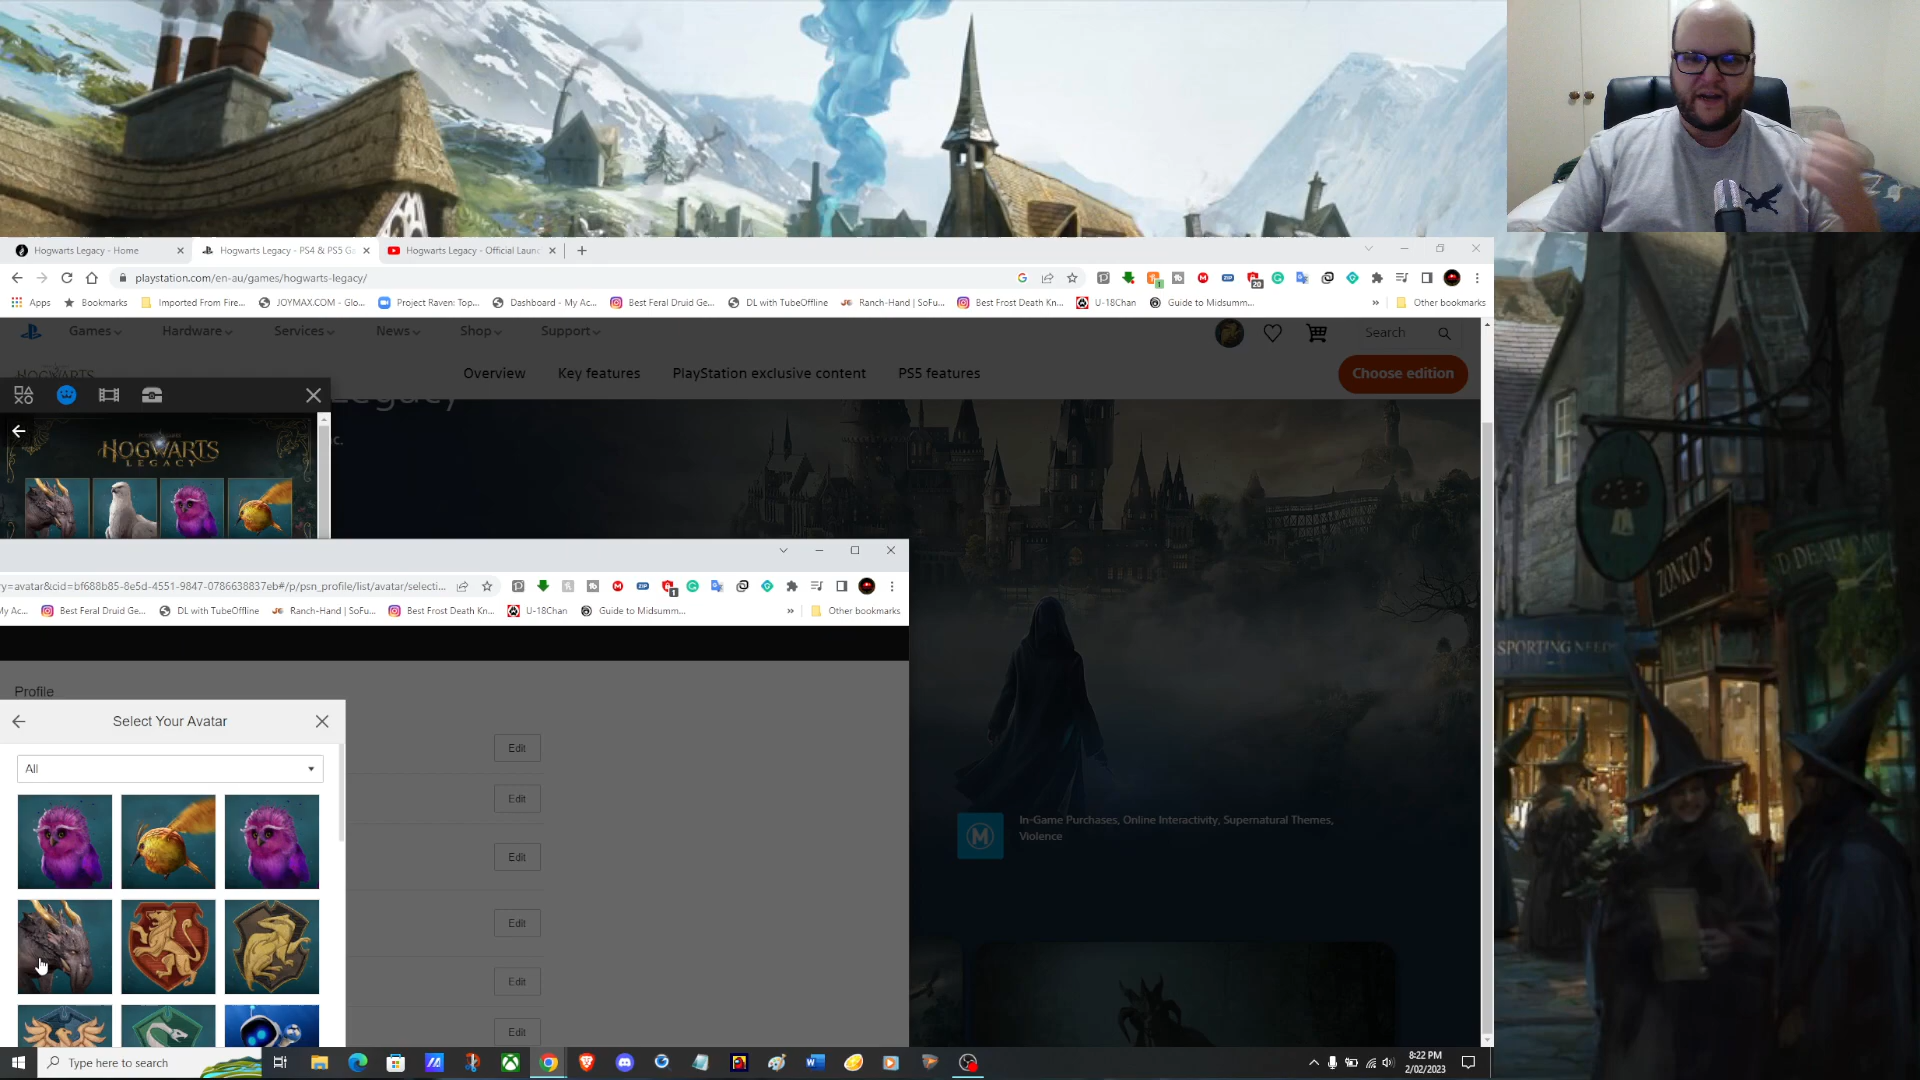 Hogwarts Legacy - Home
Hogwarts Legacy - PS4 & PS5 G
Hogwarts Legacy - Official Launc
playstation.com/en-au/games/hogwarts-legacy/
20
Apps
Bookmarks
Imported From Fire...
JOYMAX.COM - Glo...
Project Raven: Top...
Dashboard - My Ac...
Best Feral Druid Ge...
DL with TubeOffline
Ranch-Hand | SoFu...
Best Frost Death Kn...
U-18Chan
Guide to Midsumm...
»
Other bookmarks
Games
Hardware
Services
News
Shop
Support
Search
HOGWARTS
Overview
Key features
PlayStation exclusive content
PS5 features
Choose edition
Legacy
c.
HOGWARTS
LEGACY
y=avatar&cid=bf688b85-8e5d-4551-9847-0786638837eb#/p/psn_profile/list/avatar/selecti...
My Ac...
Best Feral Druid Ge...
DL with TubeOffline
Ranch-Hand | SoFu...
Best Frost Death Kn...
U-18Chan
Guide to Midsumm...
»
Other bookmarks
Profile
Select Your Avatar
All
Edit
Edit
Edit
Edit
Edit
Edit
M
In-Game Purchases, Online Interactivity, Supernatural Themes,
Violence
ZONKO'S
SPORTING NEEDS
Type here to search
8:22 PM
2/02/2023